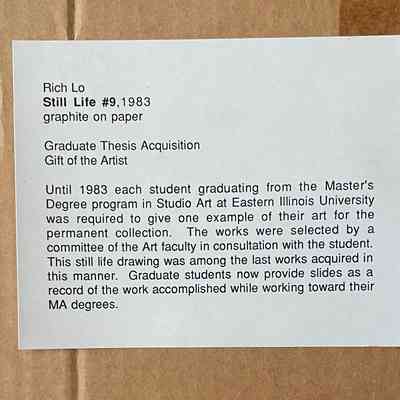 Rich Lo
Still Life #9,1983
graphite on paper
Graduate Thesis Acquisition
Gift of the Artist
Until 1983 each student graduating from the Master's
Degree program in Studio Art at Eastern Illinois University
was required to give one example of their art for the
permanent collection. The works were selected by a
committee of the Art faculty in consultation with the student.
This still life drawing was among the last works acquired in
this manner. Graduate students now provide slides as a
record of the work accomplished while working toward their
MA degrees.